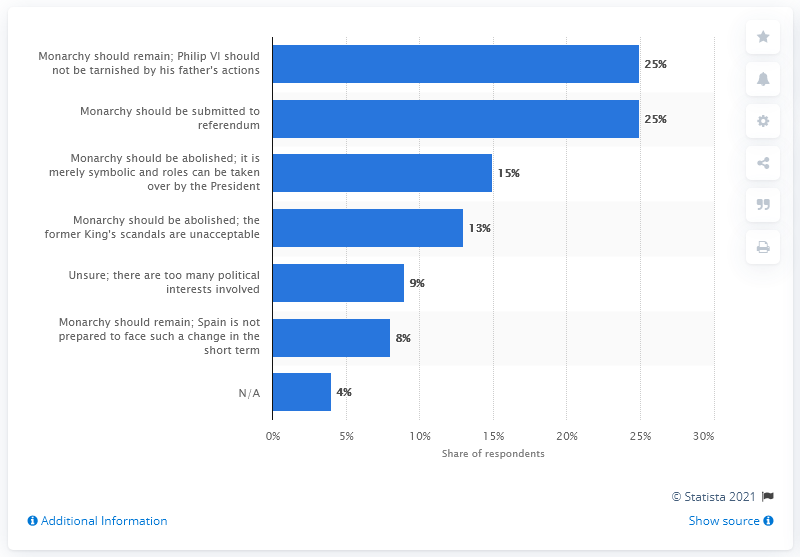 Monarchy should remain; Philip VI should
not be tarnished by his father's actions
25%
Monarchy should be submitted to
referendum
25%
Monarchy should be abolished; it is
merely symbolic and roles can be taken
over by the President
15%
Monarchy should be abolished; the
former King's scandals are unacceptable
13%
Unsure; there are too many political
interests involved
9%
Monarchy should remain; Spain is not
prepared to face such a change in the
short term
8%
N/A
4%
0% 5% 10% 15% 20% 25% 30%
Share of respondents
© Statista 2021
Additional Information
Show source